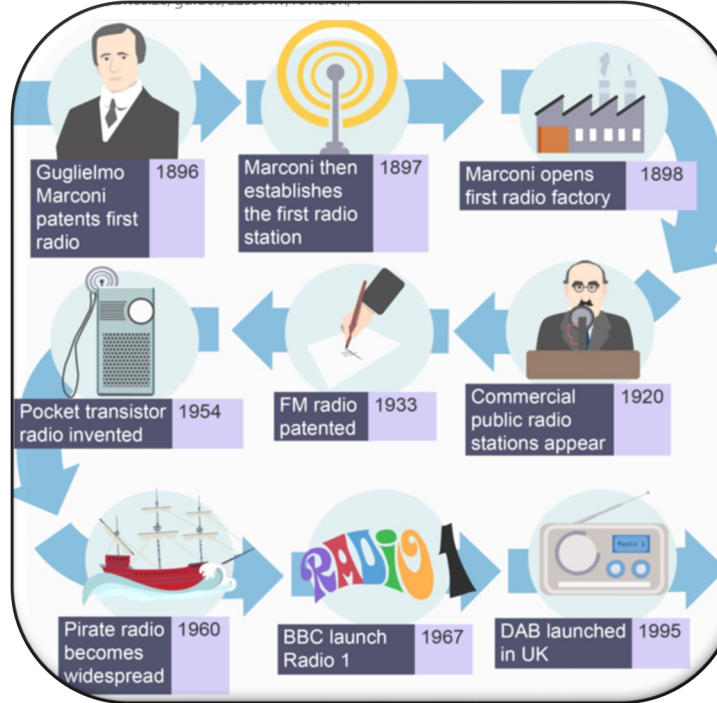 Guglielmo
Marconi
patents first
radio
1896
Marconi then
establishes
the first radio
station
1897
Marconi opens
first radio factory
1898
Commercial
public radio
stations appear
1920
FM radio
patented
1933
Pocket transistor
radio invented
1954
Pirate radio
becomes
widespread
1960
RADIO 1
BBC launch
Radio 1
1967
Radio 1
DAB launched
in UK
1995